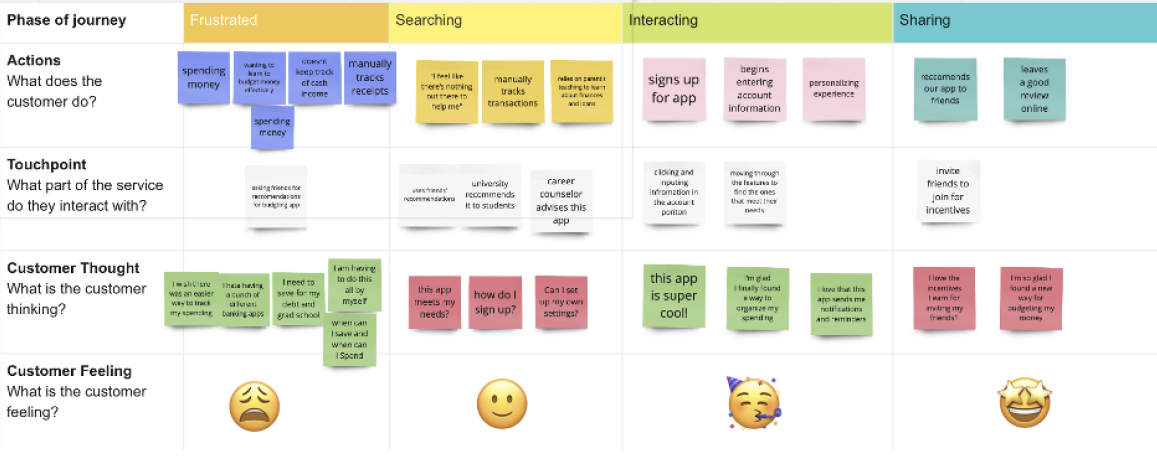 Phase of journey
Frustrated
Searching
Interacting
Sharing
Actions
What does the
customer do?
spending
money
wanting to
learn to
budget money
effectively
doesn't
keep track
of cash
income
manually
tracks
receipts
spending
money
"I feel like
there's nothing
out there to
help me"
manually
tracks
transactions
relies on parents
teaching to learn
about finances
and loans
signs up
for app
begins
entering
account
information
personalizing
experience
reccomends
our app to
friends
leaves
a good
review
online
Touchpoint
What part of the service
do they interact with?
asking friends for
recomendations
for budgting app
uses friends'
recommendations
university
recommends
it to students
career
counselor
advises this
app
clicking and
inputing
infromation in
the account
poriton
moving through
the features to
find the ones
that meet their
needs
invite
friends to
join for
incentives
Customer Thought
What is the customer
thinking?
I wish there
was an easier
way to track
my spending
I hate having
a bunch of
different
banking apps
I need to
save for my
debt and
grad school
I am having
to do this
all by
myself
when can
I save and
when can
I Spend
this app
meets my
needs?
how do I
sign up?
Can I set
up my own
settings?
this app
is super
cool!
I'm glad
I finally found
a way to
organize my
spending
I love that this
app sends me
notifications
and reminders
I love the
incentives
I earn for
inviting my
friends!
I'm so glad I
found a new
way for
budgeting my
money
Customer Feeling
What is the customer
feeling?